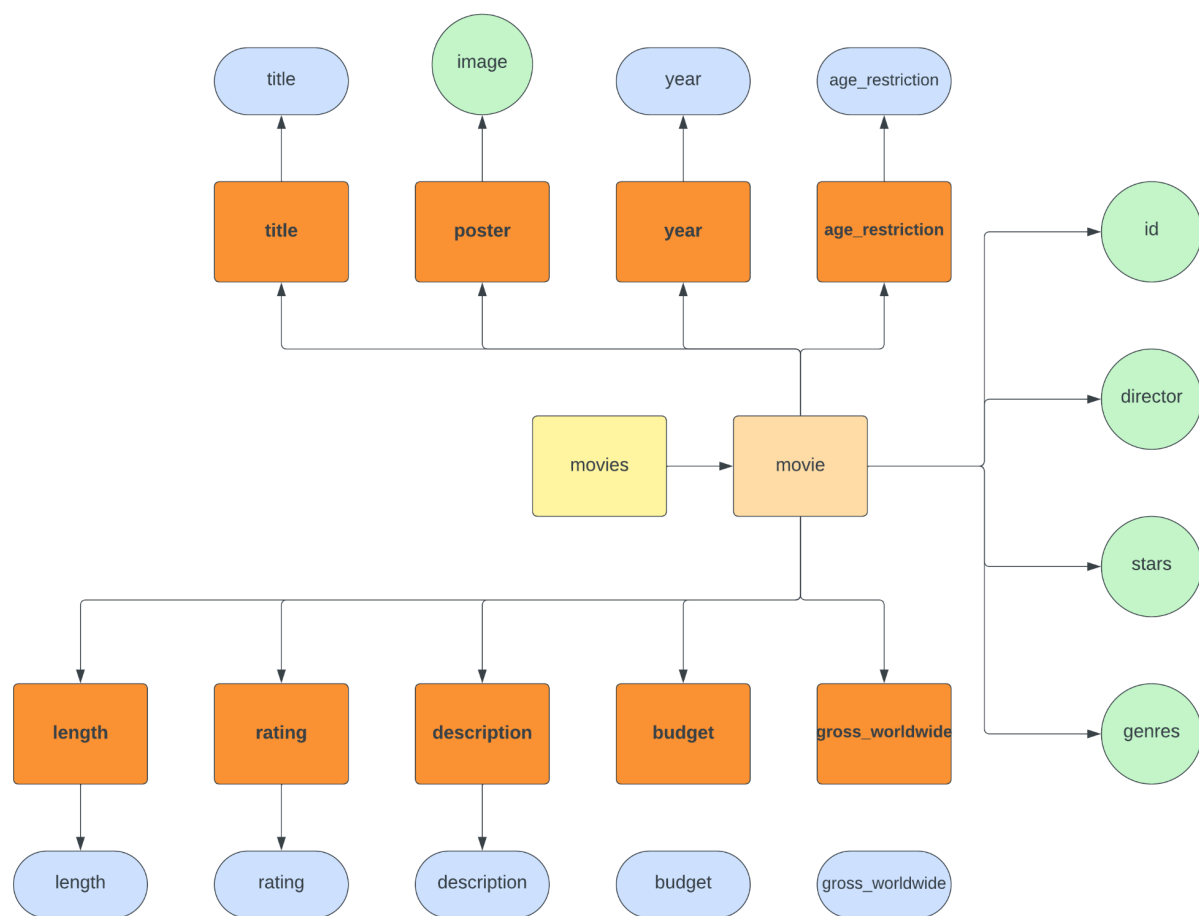 title
image
year
age_restriction
title
poster
year
age_restriction
id
director
movies
movie
stars
length
rating
description
budget
gross_worldwide
genres
length
rating
description
budget
gross_worldwide